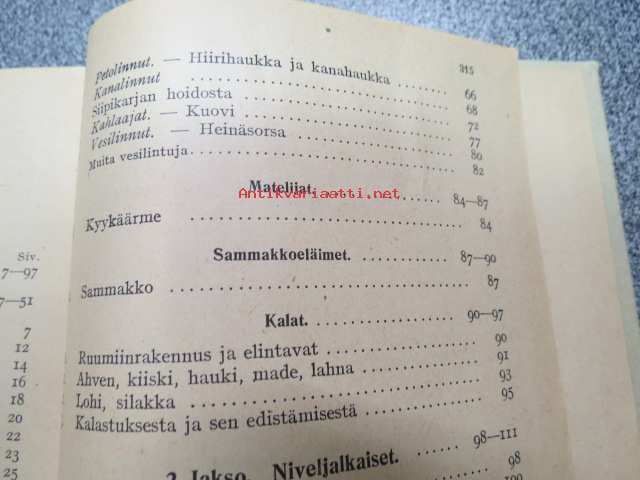 315
Petolinnut. — Hiirihaukka ja kanahaukka ........ 66
Kanalinnut ........ 68
Siipikarjan hoidosta ........ 72
Kahlaajat. — Kuovi ........ 77
Vesilinnut. — Heinäsorsa ........ 80
Muita vesilintuja ........ 82
Matelijat. ........ 84—87
Antikvariaatti.net
Kyykäärme ........ 84
Sammakkoeläimet. ........ 87—90
Sammakko ........ 87
Kalat. ........ 90—97
Ruumiinrakennus ja elintavat ........ 90
Ahven, kiiski, hauki, made, lahna ........ 91
Lohi, silakka ........ 93
Kalastuksesta ja sen edistämisestä ........ 95
2 Jakso. Niveljalkaiset. 98—111
98
100
Siv.
7—97
7—51
7
12
14
16
18
20
22
23
25